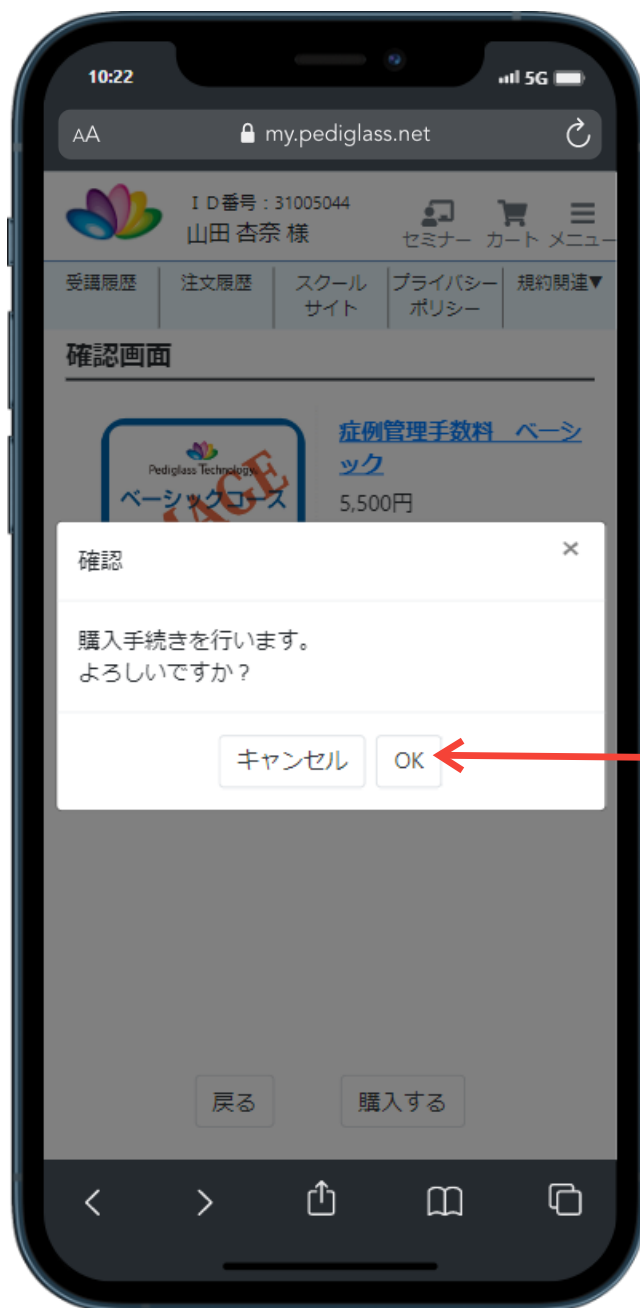 10:22
5G
AA
my.pediglass.net
ＩＤ番号：31005044
山田 杏奈 様
セミナー カート メニュー
受講履歴 注文履歴 スクール プライバシー 規約関連▼
サイト ポリシー
確認画面
症例管理手数料 ベーシ
ック
Pediglass Technology
ベーシックコース
IMAGE
5,500円
確認
×
購入手続きを行います。
よろしいですか？
キャンセル OK
戻る 購入する